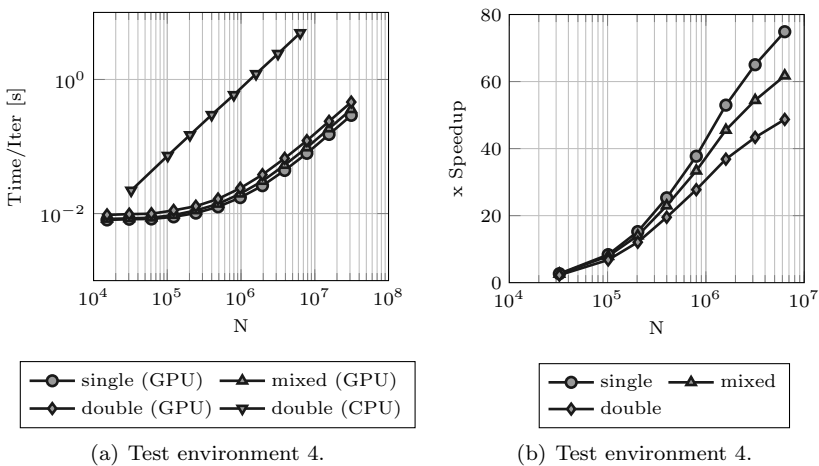 Time/Iter [s]
10^0
10^−2
10^4
10^5
10^6
10^7
10^8
N
single (GPU)
mixed (GPU)
double (GPU)
double (CPU)
(a) Test environment 4.
x Speedup
80
60
40
20
0
10^4
10^5
10^6
10^7
N
single
mixed
double
(b) Test environment 4.